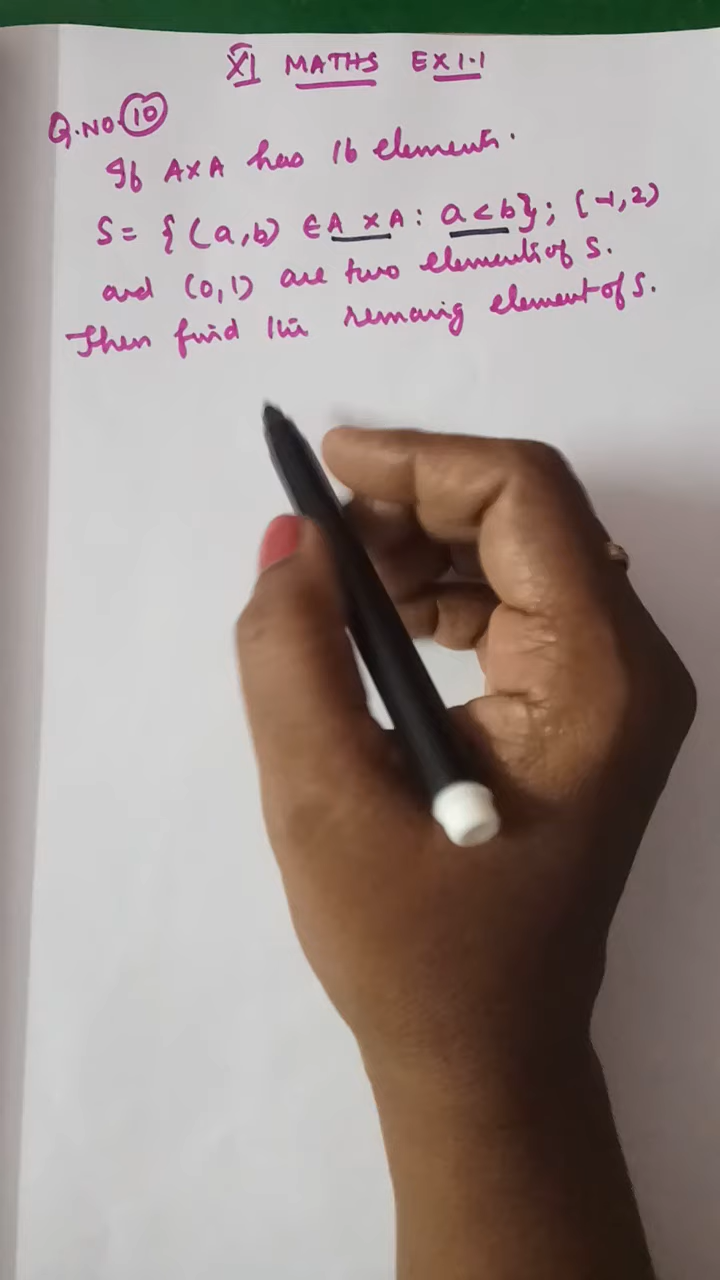 XI MATHS EX 1.1
Q.NO. 10
If A×A has 16 elements.
S = {(a,b) ∈ A × A : a < b}; (-1,2)
and (0,1) are two elements of S.
Then find the remaing element of S.